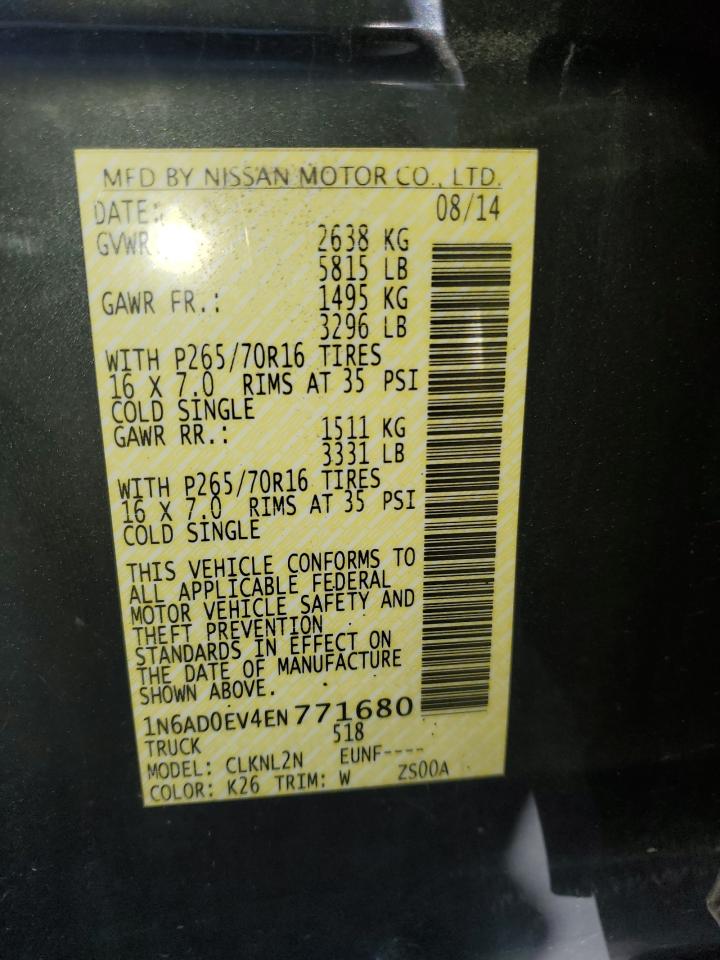 MFD BY NISSAN MOTOR CO., LTD.
DATE: 08/14
GVWR 2638 KG
5815 LB
GAWR FR.: 1495 KG
3296 LB
WITH P265/70R16 TIRES
16 X 7.0 RIMS AT 35 PSI
COLD SINGLE
GAWR RR.: 1511 KG
3331 LB
WITH P265/70R16 TIRES
16 X 7.0 RIMS AT 35 PSI
COLD SINGLE
THIS VEHICLE CONFORMS TO
ALL APPLICABLE FEDERAL
MOTOR VEHICLE SAFETY AND
THEFT PREVENTION
STANDARDS IN EFFECT ON
THE DATE OF MANUFACTURE
SHOWN ABOVE.
1N6AD0EV4EN771680
TRUCK 518
MODEL: CLKNL2N EUNF----
COLOR: K26 TRIM: W ZS00A